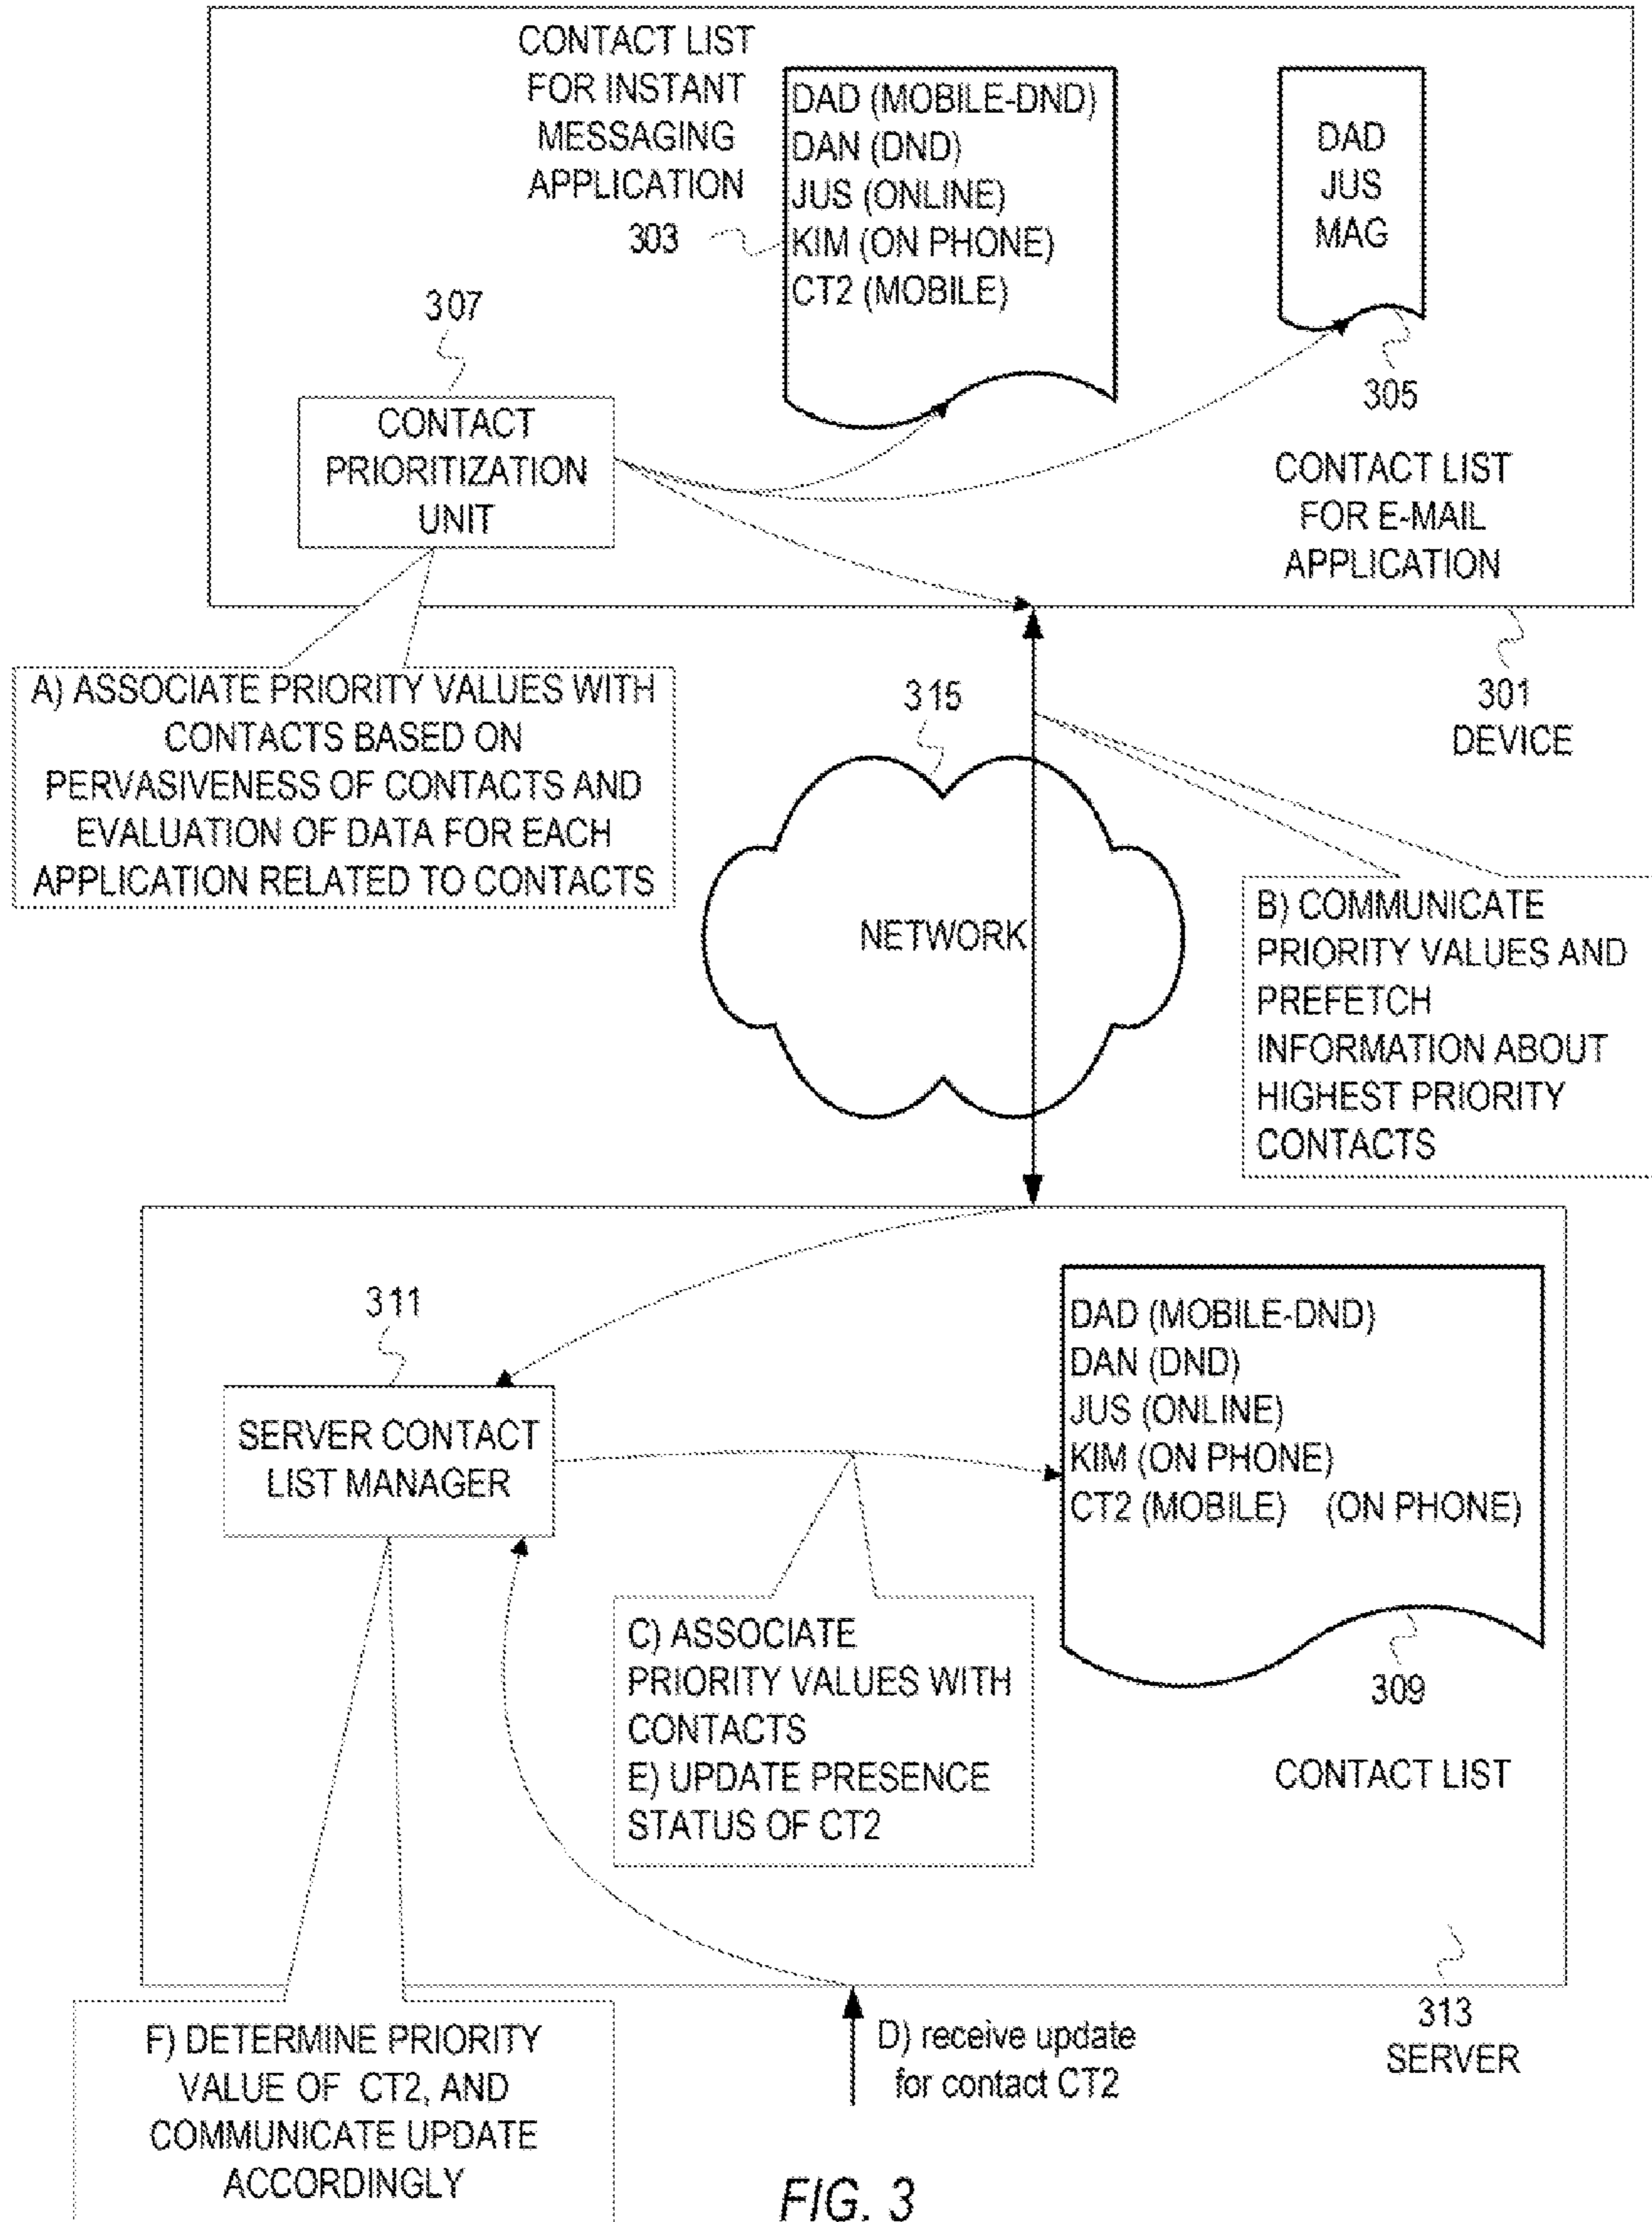 CONTACT LIST
FOR INSTANT
MESSAGING
APPLICATION
303
DAD (MOBILE-DND)
DAN (DND)
JUS (ONLINE)
KIM (ON PHONE)
CT2 (MOBILE)
DAD
JUS
MAG
305
CONTACT LIST
FOR E-MAIL
APPLICATION
307
CONTACT
PRIORITIZATION
UNIT
301
DEVICE
A) ASSOCIATE PRIORITY VALUES WITH
CONTACTS BASED ON
PERVASIVENESS OF CONTACTS AND
EVALUATION OF DATA FOR EACH
APPLICATION RELATED TO CONTACTS
315
NETWORK
B) COMMUNICATE
PRIORITY VALUES AND
PREFETCH
INFORMATION ABOUT
HIGHEST PRIORITY
CONTACTS
311
SERVER CONTACT
LIST MANAGER
DAD (MOBILE-DND)
DAN (DND)
JUS (ONLINE)
KIM (ON PHONE)
CT2 (MOBILE) (ON PHONE)
309
CONTACT LIST
C) ASSOCIATE
PRIORITY VALUES WITH
CONTACTS
E) UPDATE PRESENCE
STATUS OF CT2
313
SERVER
F) DETERMINE PRIORITY
VALUE OF CT2, AND
COMMUNICATE UPDATE
ACCORDINGLY
D) receive update
for contact CT2
FIG. 3